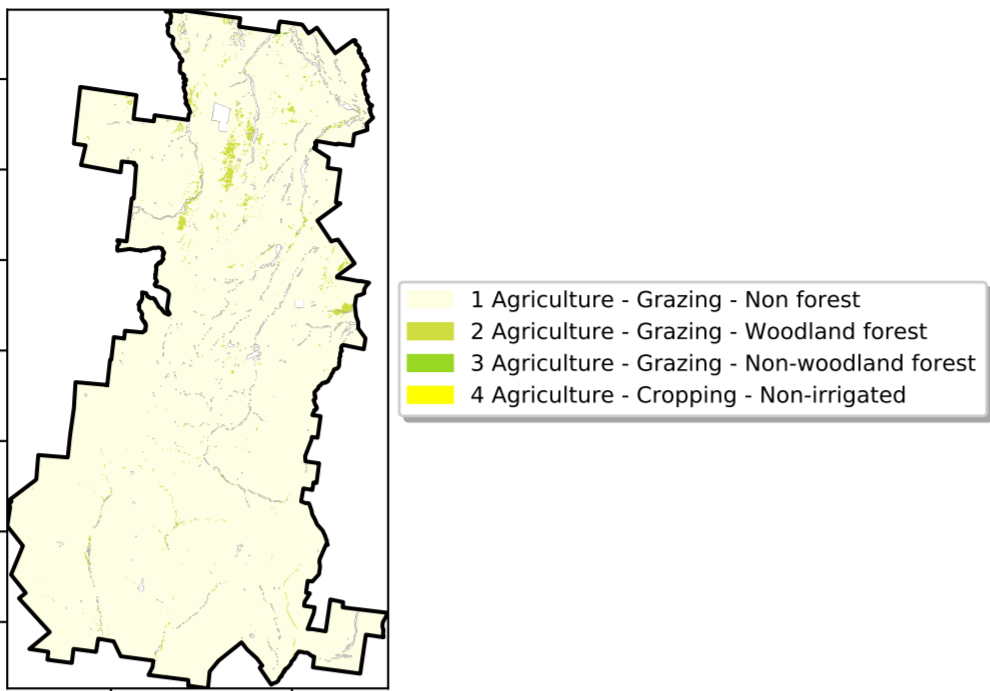 1 Agriculture - Grazing - Non forest
2 Agriculture - Grazing - Woodland forest
3 Agriculture - Grazing - Non-woodland forest
4 Agriculture - Cropping - Non-irrigated